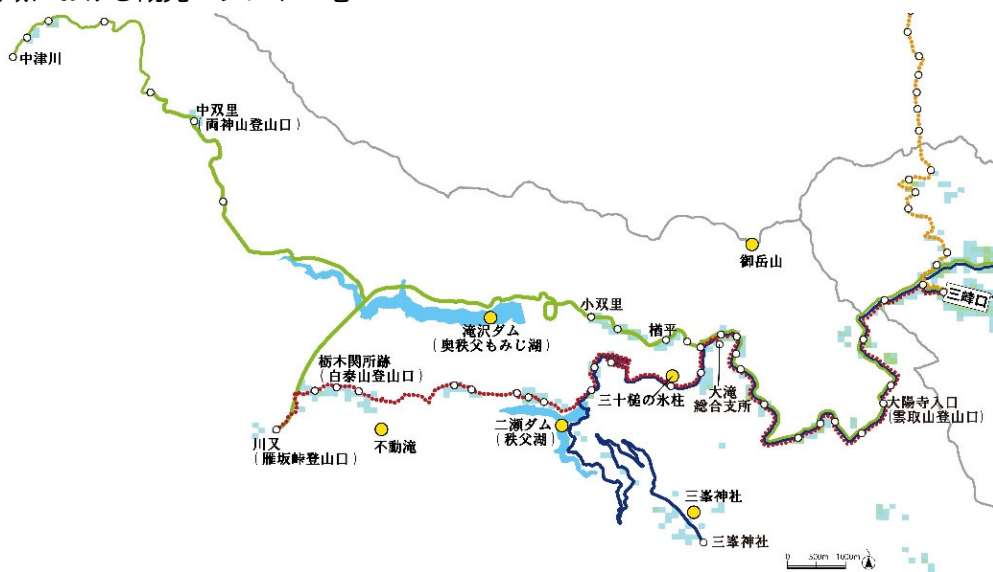 中津川
中双里
(両神山登山口)
御岳山
三峰口
小双里
滝沢ダム
(奥秩父もみじ湖)
楢平
栃木関所跡
(白泰山登山口)
三十槌の氷柱
大滝
総合支所
大陽寺入口
(雲取山登山口)
川又
(雁坂峠登山口)
不動滝
二瀬ダム
(秩父湖)
三峯神社
三峯神社
0 500m 1000m